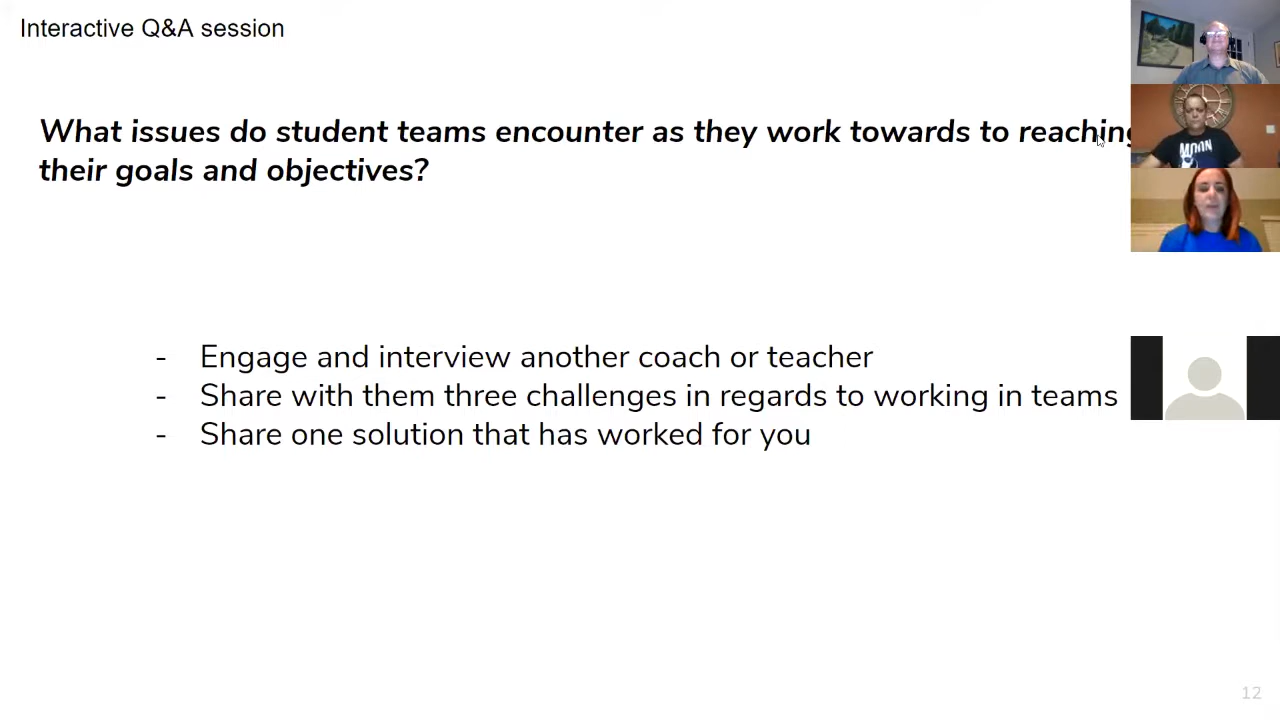 Interactive Q&A session
What issues do student teams encounter as they work towards to reaching
their goals and objectives?
- Engage and interview another coach or teacher
- Share with them three challenges in regards to working in teams
- Share one solution that has worked for you
MOON
12